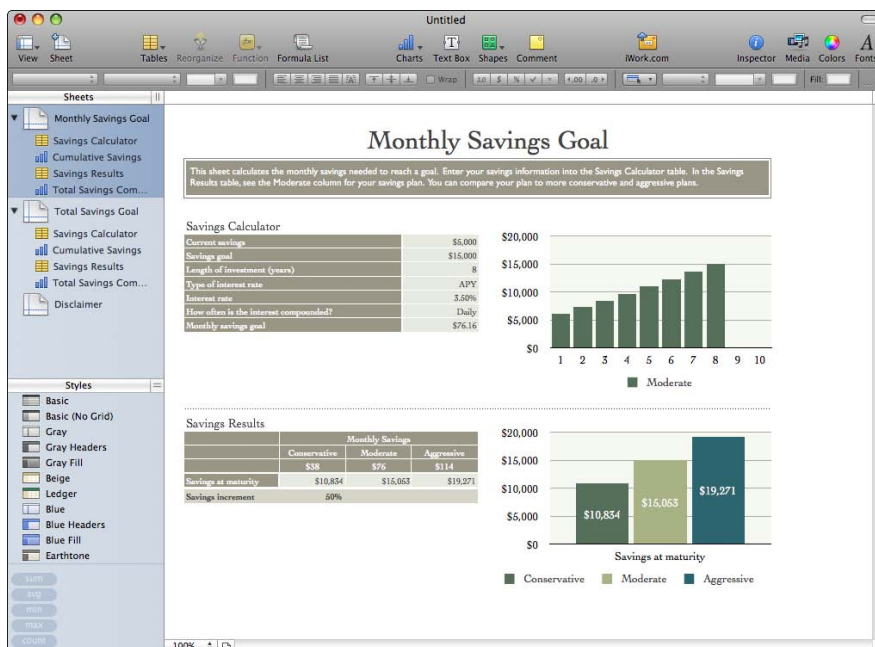 Untitled
View Sheet Tables Reorganize Function Formula List Charts Text Box Shapes Comment iWork.com Inspector Media Colors Fonts
Wrap 1.0 $ % Fill:
Sheets
Monthly Savings Goal
Savings Calculator
Cumulative Savings
Savings Results
Total Savings Com...
Total Savings Goal
Savings Calculator
Cumulative Savings
Savings Results
Total Savings Com...
Disclaimer
Styles
Basic
Basic (No Grid)
Gray
Gray Headers
Gray Fill
Beige
Ledger
Blue
Blue Headers
Blue Fill
Earthtone
sum
avg
min
max
count
Monthly Savings Goal
This sheet calculates the monthly savings needed to reach a goal. Enter your savings information into the Savings Calculator table. In the Savings
Results table, see the Moderate column for your savings plan. You can compare your plan to more conservative and aggressive plans.
Savings Calculator
Current savings $5,000
Savings goal $15,000
Length of investment (years) 8
Type of interest rate APY
Interest rate 3.50%
How often is the interest compounded? Daily
Monthly savings goal $76.16
$20,000
$15,000
$10,000
$5,000
$0
1 2 3 4 5 6 7 8 9 10
Moderate
Savings Results
Monthly Savings
Conservative Moderate Aggressive
$38 $76 $114
Savings at maturity $10,834 $15,053 $19,271
Savings increment 50%
$20,000
$15,000
$10,000
$5,000
$0
$10,834 $15,053 $19,271
Savings at maturity
Conservative Moderate Aggressive
100%